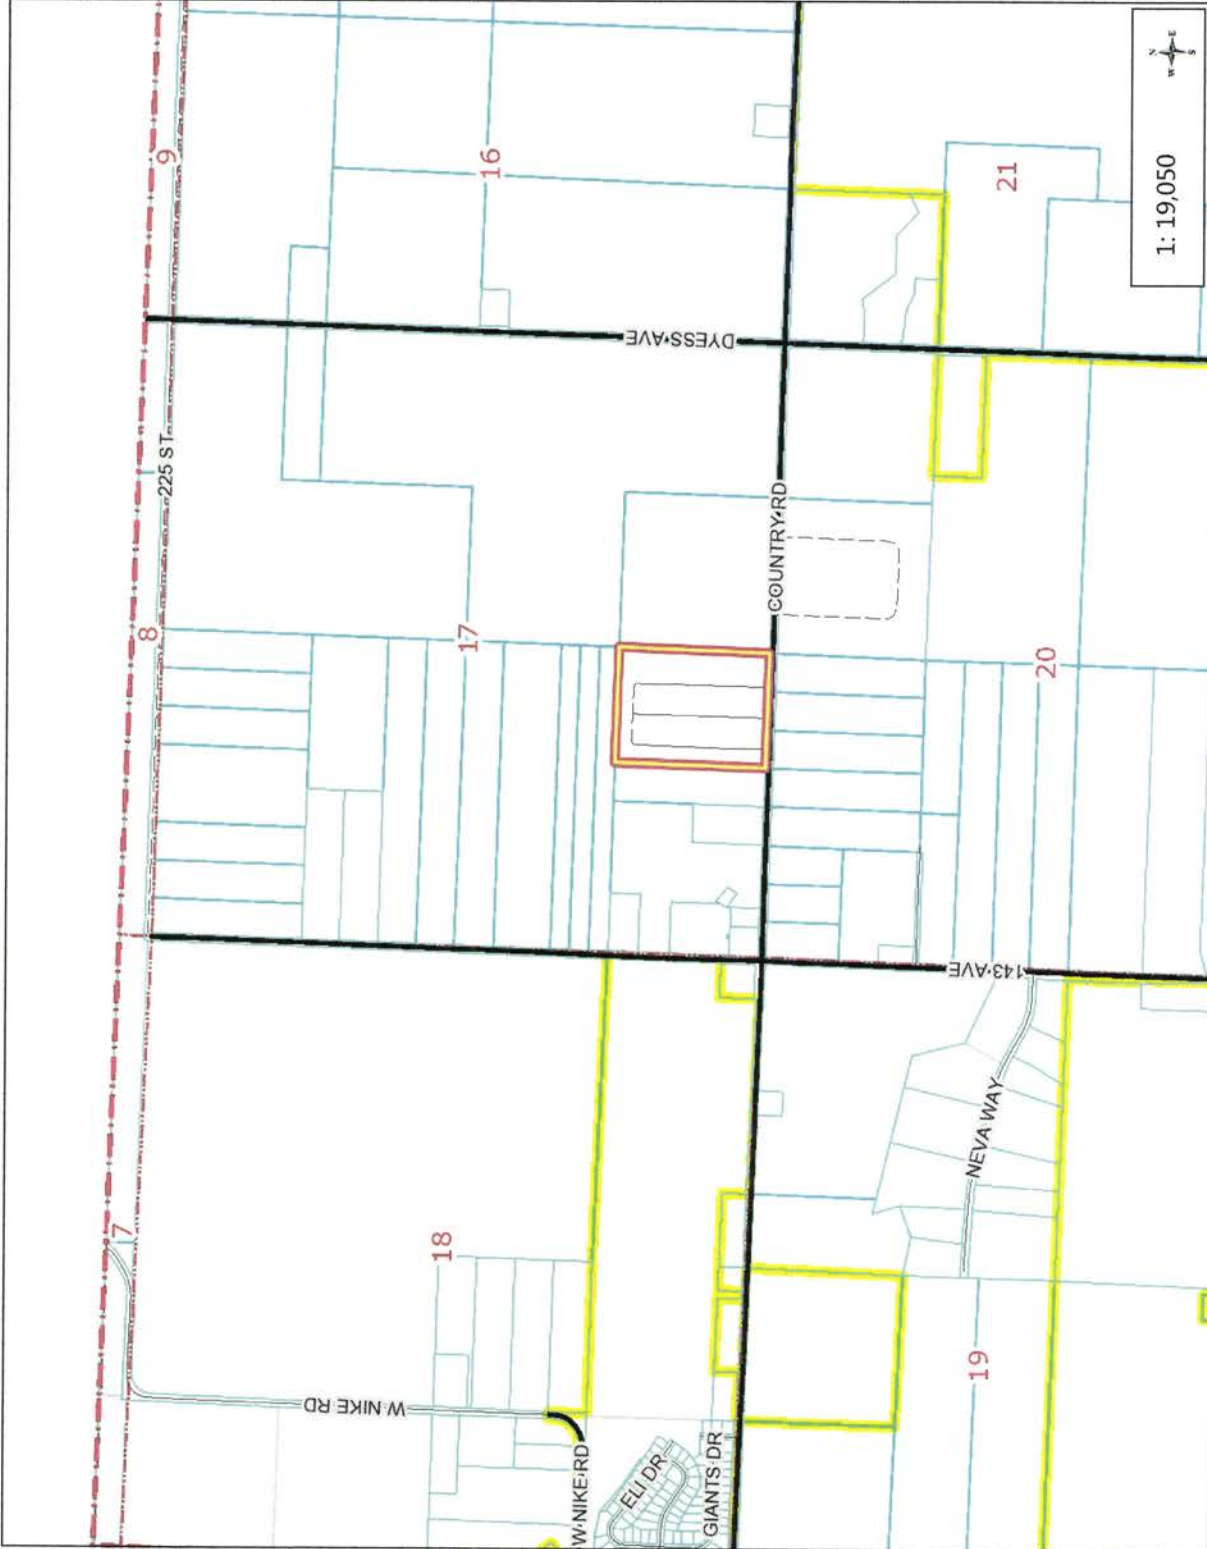 9
8
225 ST
7
16
17
18
W NIKE RD
W NIKE RD
ELI DR
GIANTS DR
DYESS AVE
COUNTRY RD
143 AVE
NEVA WAY
21
20
19
1: 19,050
N
W
E
S